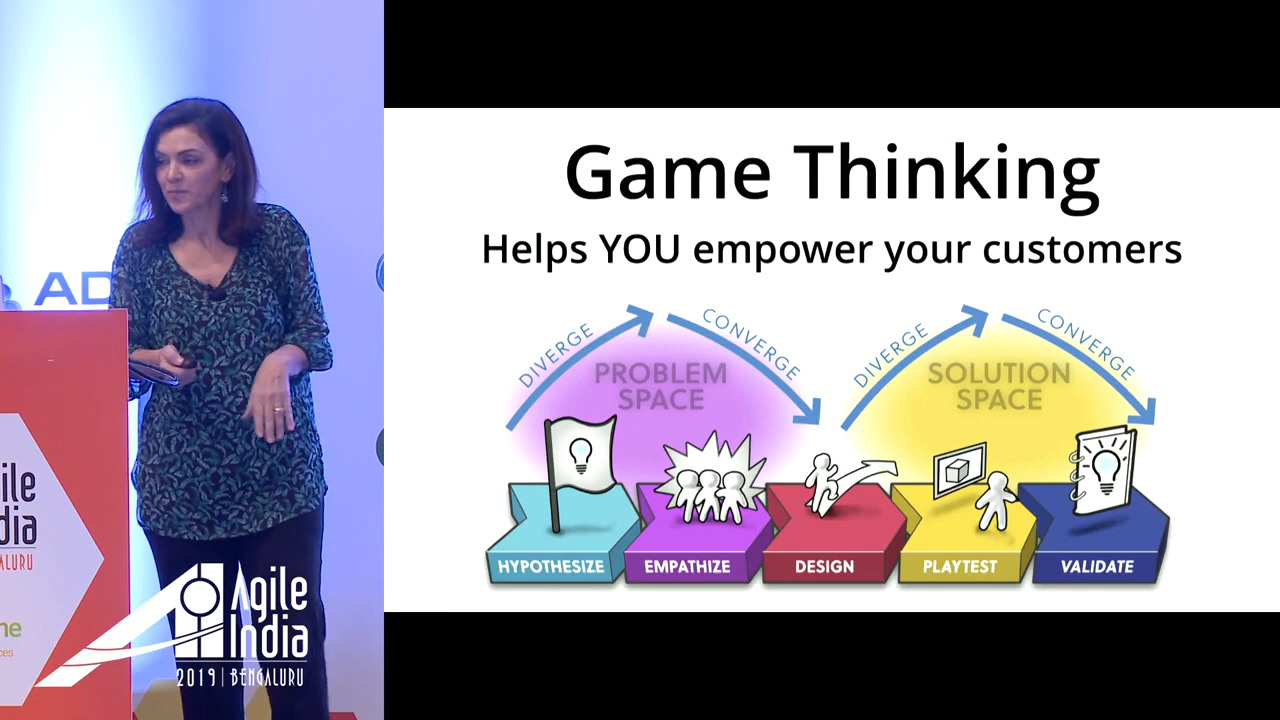 Game Thinking
Helps YOU empower your customers
DIVERGE
CONVERGE
DIVERGE
CONVERGE
PROBLEM
SPACE
SOLUTION
SPACE
HYPOTHESIZE
EMPATHIZE
DESIGN
PLAYTEST
VALIDATE
AD
Agile
India
2019 | BENGALURU